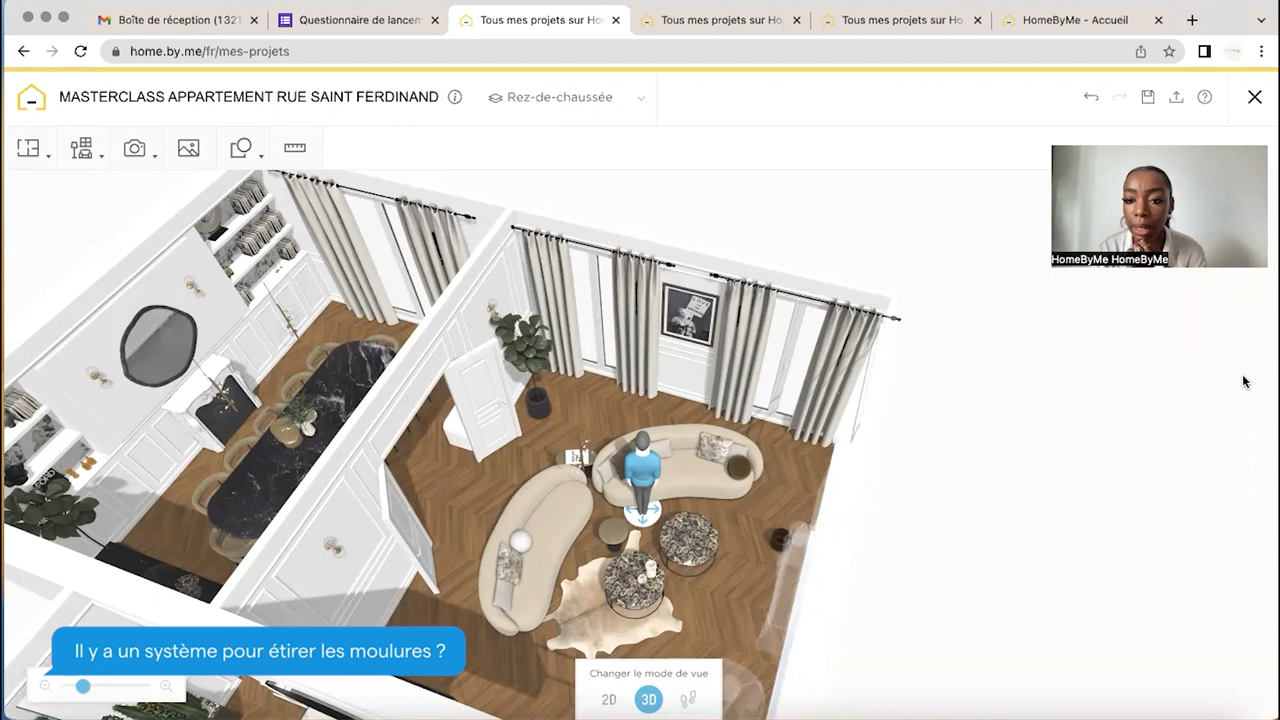 Boîte de réception (1 321
Questionnaire de lancem
Tous mes projets sur Ho
Tous mes projets sur Ho
Tous mes projets sur Ho
HomeByMe - Accueil
home.by.me/fr/mes-projets
MASTERCLASS APPARTEMENT RUE SAINT FERDINAND
Rez-de-chaussée
HomeByMe HomeByMe
Il y a un système pour étirer les moulures ?
Changer le mode de vue
2D
3D